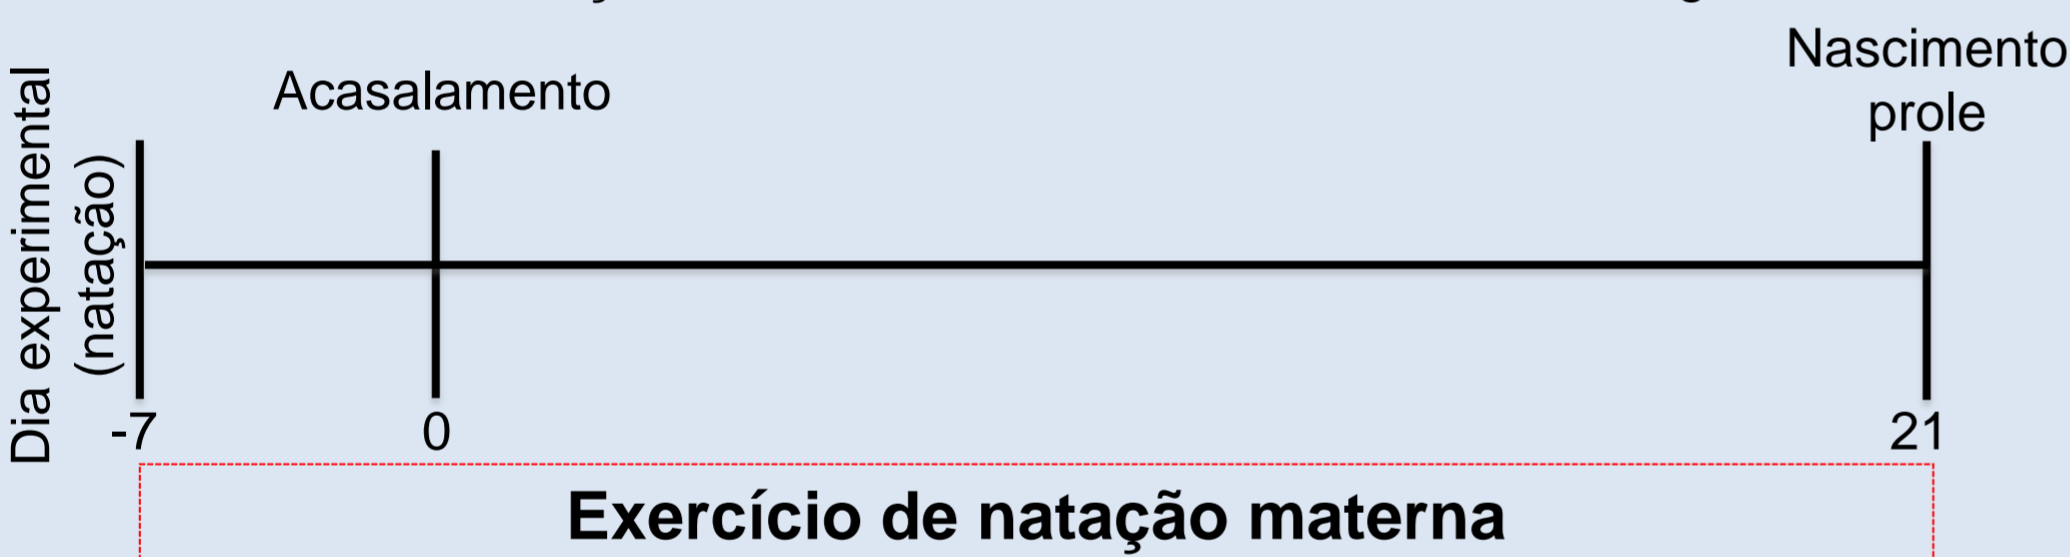 Nascimento
prole
Acasalamento
Dia experimental
(natação)
-7
0
21
Exercício de natação materna